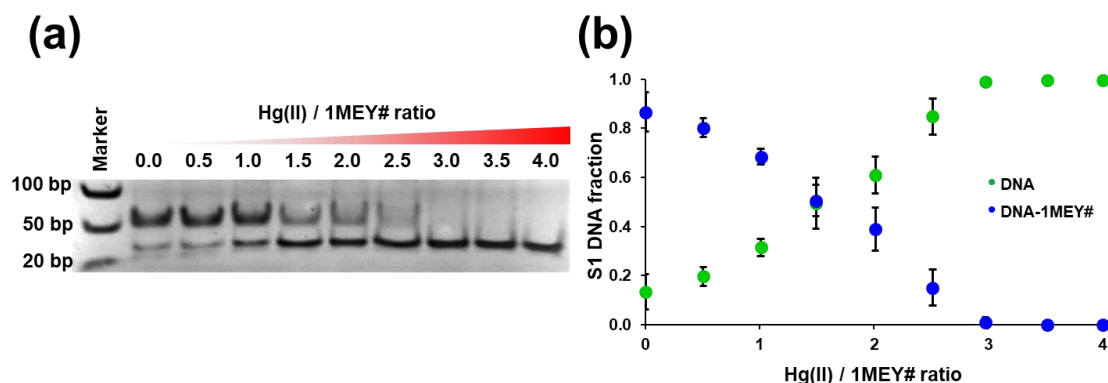 (a)
Hg(II) / 1MEY# ratio
Marker
0.0 0.5 1.0 1.5 2.0 2.5 3.0 3.5 4.0
100 bp
50 bp
20 bp
(b)
S1 DNA fraction
1.0
0.8
0.6
0.4
0.2
0.0
0 1 2 3 4
Hg(II) / 1MEY# ratio
DNA
DNA-1MEY#